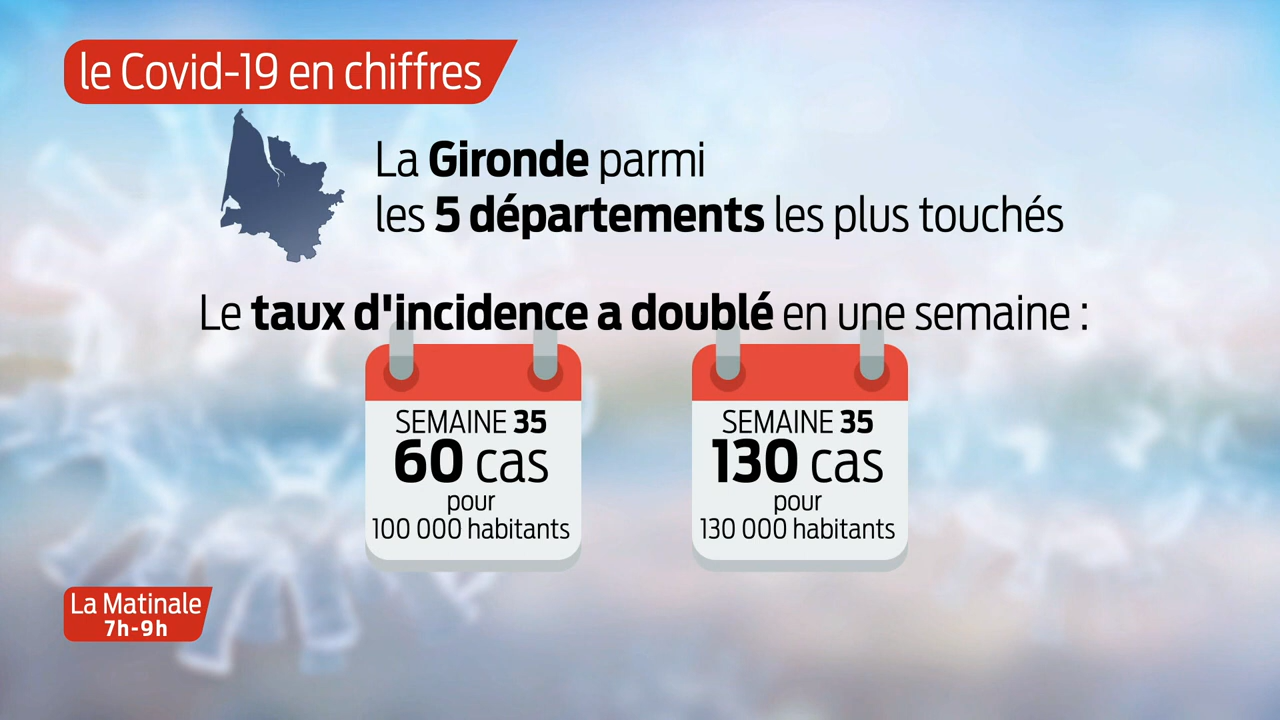 le Covid-19 en chiffres
La Gironde parmi
les 5 départements les plus touchés
Le taux d'incidence a doublé en une semaine :
SEMAINE 35
60 cas
pour
100 000 habitants
SEMAINE 35
130 cas
pour
130 000 habitants
La Matinale
7h-9h